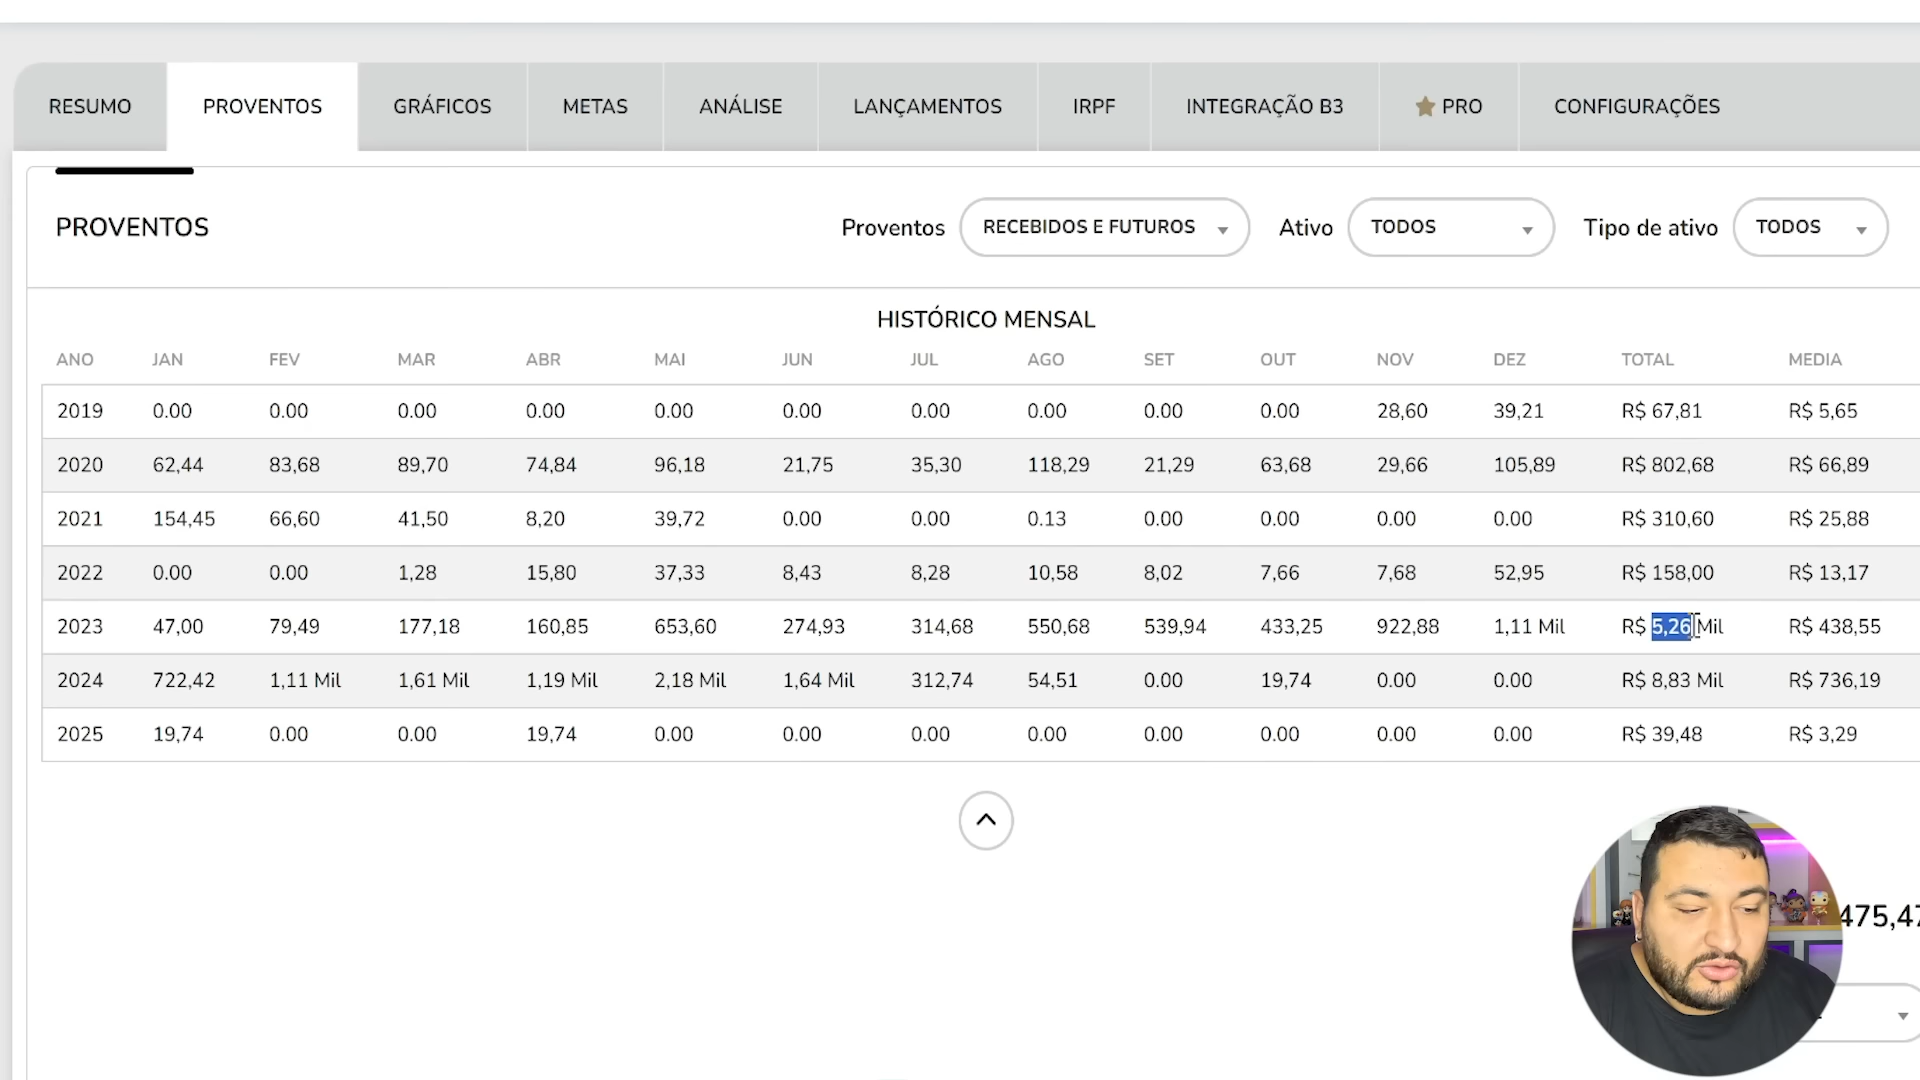 RESUMO PROVENTOS GRÁFICOS METAS ANÁLISE LANÇAMENTOS IRPF INTEGRAÇÃO B3 PRO CONFIGURAÇÕES
PROVENTOS Proventos RECEBIDOS E FUTUROS Ativo TODOS Tipo de ativo TODOS
HISTÓRICO MENSAL
ANO JAN FEV MAR ABR MAI JUN JUL AGO SET OUT NOV DEZ TOTAL MEDIA
2019 0.00 0.00 0.00 0.00 0.00 0.00 0.00 0.00 0.00 0.00 28,60 39,21 R$ 67,81 R$ 5,65
2020 62,44 83,68 89,70 74,84 96,18 21,75 35,30 118,29 21,29 63,68 29,66 105,89 R$ 802,68 R$ 66,89
2021 154,45 66,60 41,50 8,20 39,72 0.00 0.00 0.13 0.00 0.00 0.00 0.00 R$ 310,60 R$ 25,88
2022 0.00 0.00 1,28 15,80 37,33 8,43 8,28 10,58 8,02 7,66 7,68 52,95 R$ 158,00 R$ 13,17
2023 47,00 79,49 177,18 160,85 653,60 274,93 314,68 550,68 539,94 433,25 922,88 1,11 Mil R$ 5,26 Mil R$ 438,55
2024 722,42 1,11 Mil 1,61 Mil 1,19 Mil 2,18 Mil 1,64 Mil 312,74 54,51 0.00 19,74 0.00 0.00 R$ 8,83 Mil R$ 736,19
2025 19,74 0.00 0.00 19,74 0.00 0.00 0.00 0.00 0.00 0.00 0.00 0.00 R$ 39,48 R$ 3,29
475,47